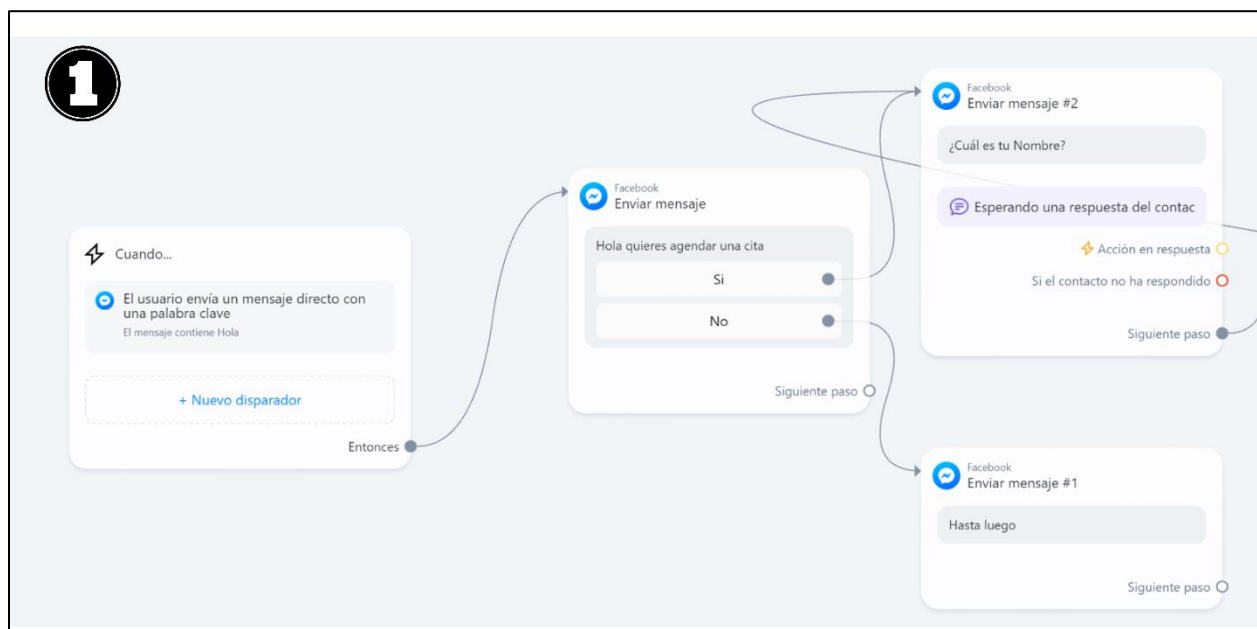 1
Cuando...
El usuario envía un mensaje directo con
una palabra clave
El mensaje contiene Hola
+ Nuevo disparador
Entonces
Facebook
Enviar mensaje
Hola quieres agendar una cita
Si
No
Siguiente paso
Facebook
Enviar mensaje #2
¿Cuál es tu Nombre?
Esperando una respuesta del contac
Acción en respuesta
Si el contacto no ha respondido
Siguiente paso
Facebook
Enviar mensaje #1
Hasta luego
Siguiente paso